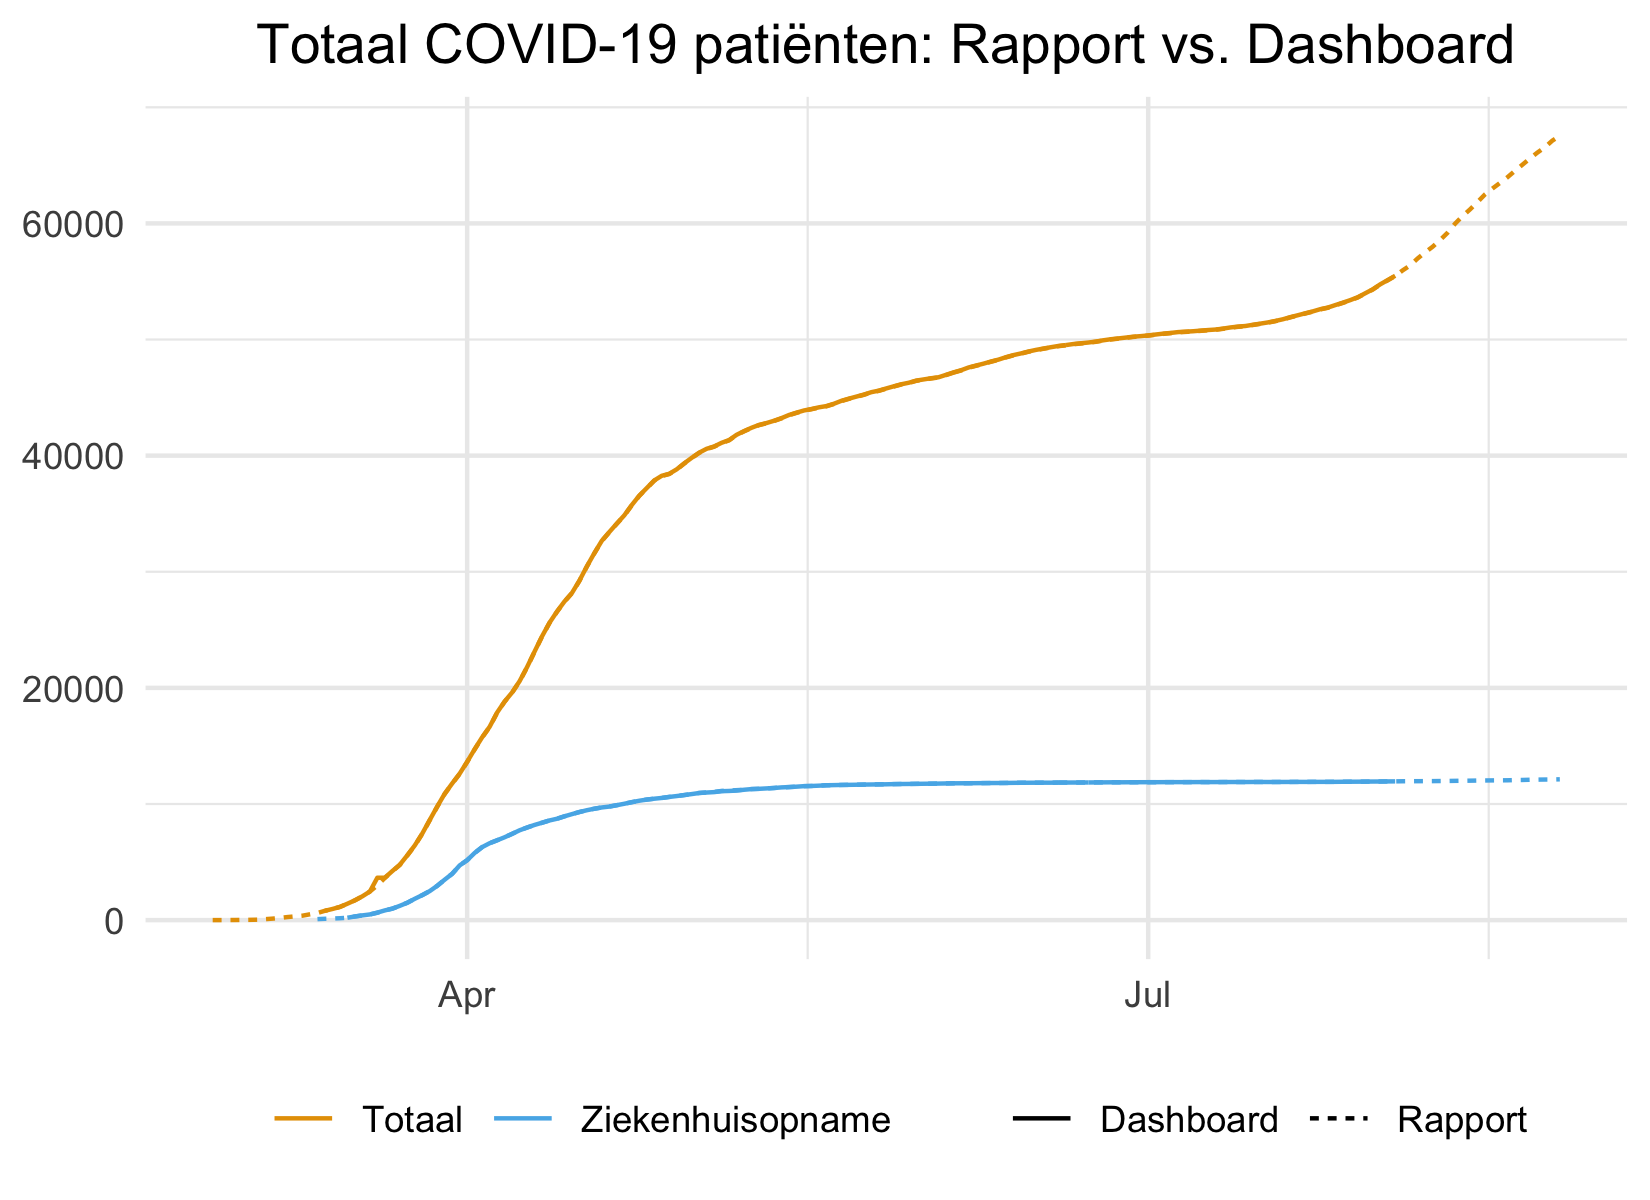 Totaal COVID-19 patiënten: Rapport vs. Dashboard
60000
40000
20000
0
Apr Jul
Totaal Ziekenhuisopname Dashboard Rapport